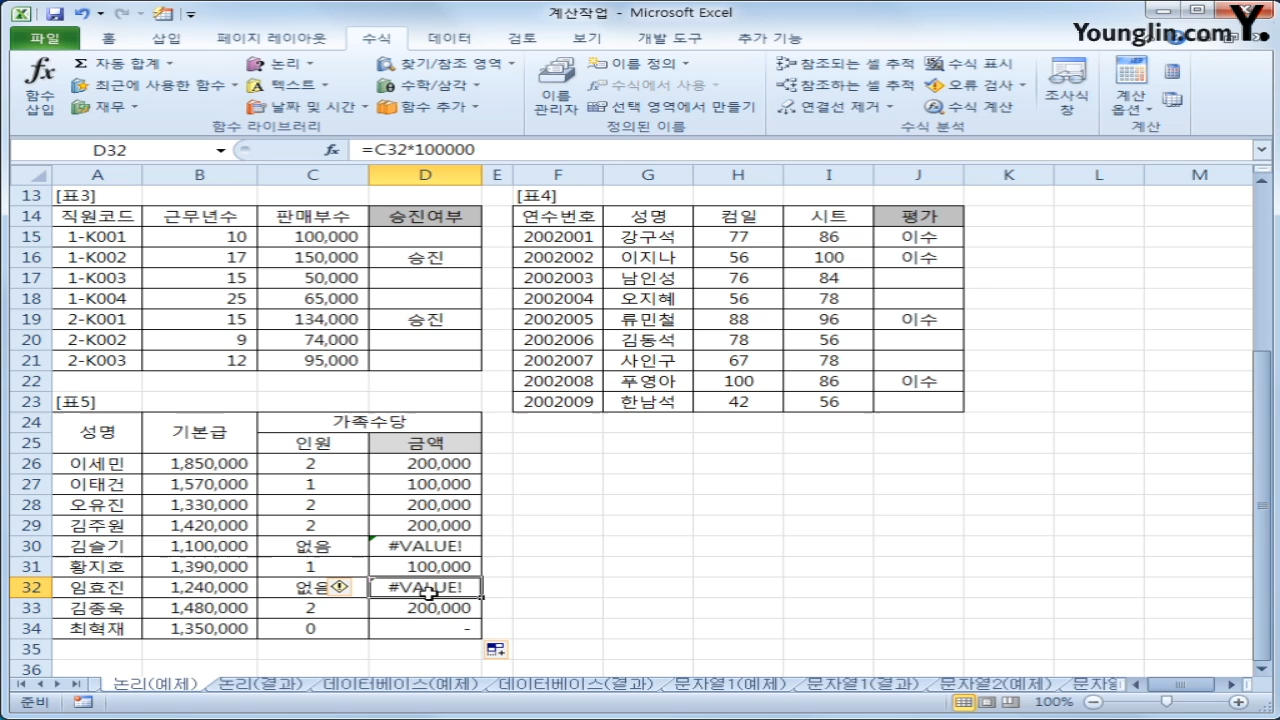 계산작업 - Microsoft Excel
Younglin.com Y.
파일 홈 삽입 페이지 레이아웃 수식 데이터 검토 보기 개발 도구 추가 기능
fx 함수 삽입
Σ 자동 합계
최근에 사용한 함수
재무
논리
텍스트
날짜 및 시간
찾기/참조 영역
수학/삼각
함수 추가
함수 라이브러리
이름 관리자
이름 정의
수식에서 사용
선택 영역에서 만들기
정의된 이름
참조되는 셀 추적
참조하는 셀 추적
연결선 제거
수식 표시
오류 검사
수식 계산
수식 분석
조사식 창
계산 옵션
계산
D32 fx =C32*100000
A B C D E F G H I J K L M
13 [표3] [표4]
14 직원코드 근무년수 판매부수 승진여부 연수번호 성명 컴일 시트 평가
15 1-K001 10 100,000 2002001 강구석 77 86 이수
16 1-K002 17 150,000 승진 2002002 이지나 56 100 이수
17 1-K003 15 50,000 2002003 남인성 76 84
18 1-K004 25 65,000 2002004 오지혜 56 78
19 2-K001 15 134,000 승진 2002005 류민철 88 96 이수
20 2-K002 9 74,000 2002006 김동석 78 56
21 2-K003 12 95,000 2002007 사인구 67 78
22 2002008 푸영아 100 86 이수
23 [표5] 2002009 한남석 42 56
24 성명 기본급 가족수당
25 인원 금액
26 이세민 1,850,000 2 200,000
27 이태건 1,570,000 1 100,000
28 오유진 1,330,000 2 200,000
29 김주원 1,420,000 2 200,000
30 김슬기 1,100,000 없음 #VALUE!
31 황지호 1,390,000 1 100,000
32 임효진 1,240,000 없음 #VALUE!
33 김종욱 1,480,000 2 200,000
34 최혁재 1,350,000 0 -
35
36
논리(예제) 논리(결과) 데이터베이스(예제) 데이터베이스(결과) 문자열1(예제) 문자열1(결과) 문자열2(예제) 문자열
준비 100%